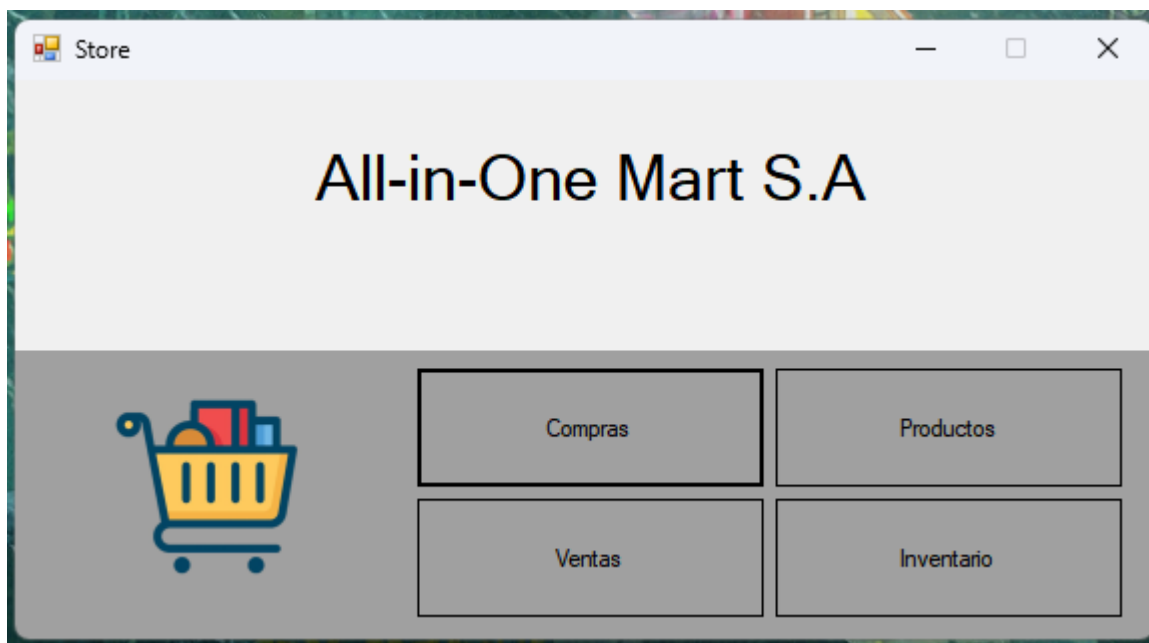 Store
All-in-One Mart S.A
Compras
Productos
Ventas
Inventario